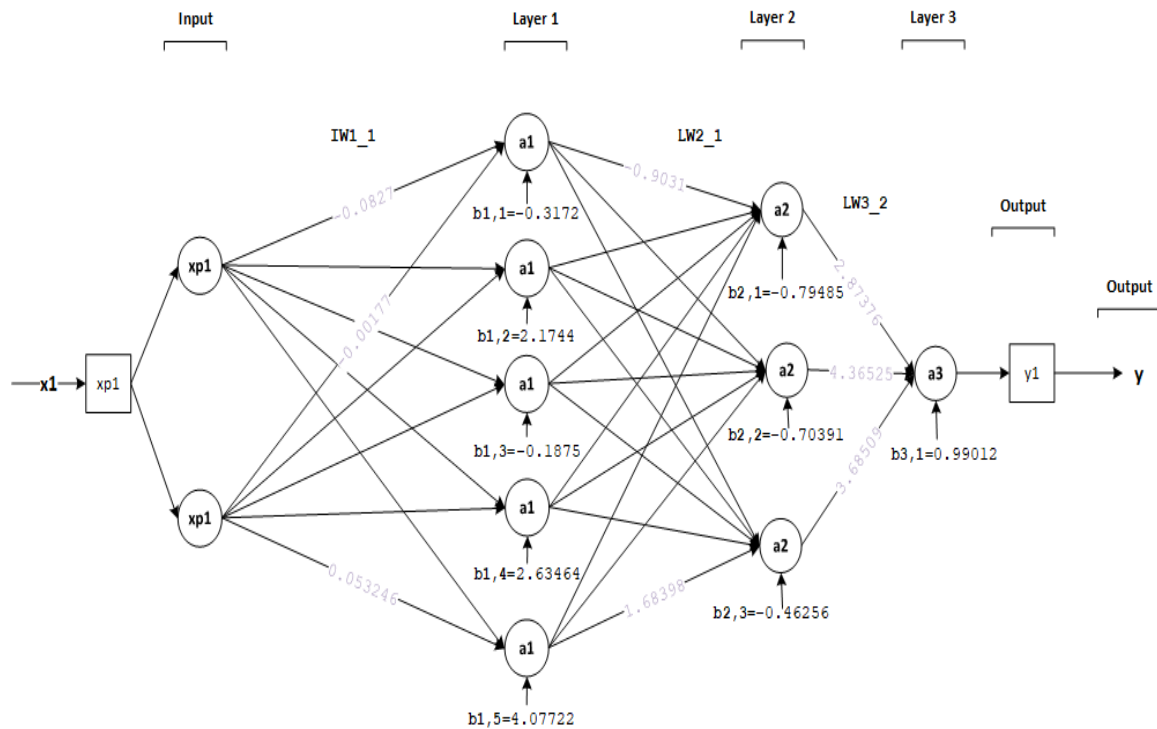 Input
Layer 1
Layer 2
Layer 3
IW1_1
LW2_1
a1
-0.0827
-0.9031
a2
LW3_2
Output
b1,1=-0.3172
xp1
a1
2.87376
Output
b2,1=-0.79485
-0.00177
b1,2=2.1744
x1
xp1
a1
a2
4.36525
a3
y1
y
b2,2=-0.70391
b1,3=-0.1875
b3,1=0.99012
3.68509
xp1
a1
a2
b1,4=2.63464
0.053246
1.68398
b2,3=-0.46256
a1
b1,5=4.07722